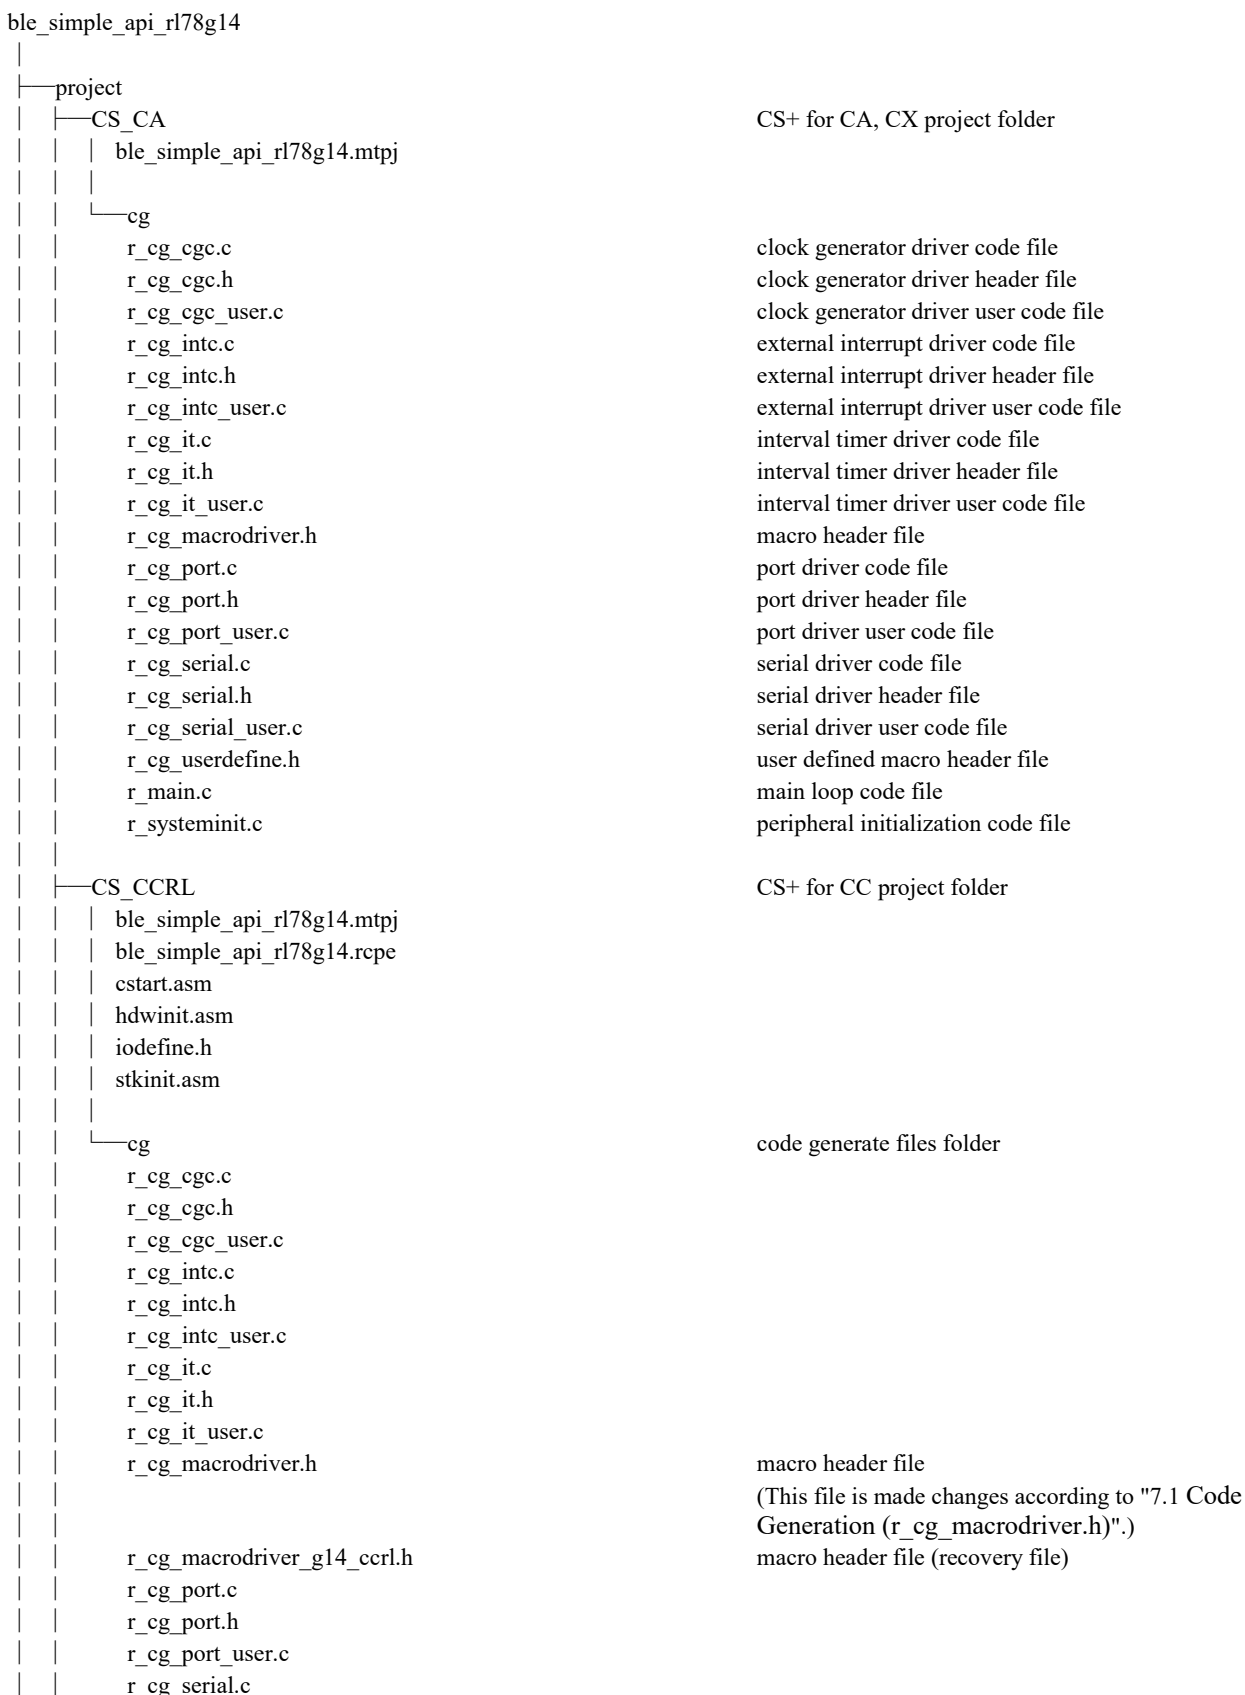 ble_simple_api_rl78g14
project
CS_CA CS+ for CA, CX project folder
ble_simple_api_rl78g14.mtpj
cg
r_cg_cgc.c clock generator driver code file
r_cg_cgc.h clock generator driver header file
r_cg_cgc_user.c clock generator driver user code file
r_cg_intc.c external interrupt driver code file
r_cg_intc.h external interrupt driver header file
r_cg_intc_user.c external interrupt driver user code file
r_cg_it.c interval timer driver code file
r_cg_it.h interval timer driver header file
r_cg_it_user.c interval timer driver user code file
r_cg_macrodriver.h macro header file
r_cg_port.c port driver code file
r_cg_port.h port driver header file
r_cg_port_user.c port driver user code file
r_cg_serial.c serial driver code file
r_cg_serial.h serial driver header file
r_cg_serial_user.c serial driver user code file
r_cg_userdefine.h user defined macro header file
r_main.c main loop code file
r_systeminit.c peripheral initialization code file
CS_CCRL CS+ for CC project folder
ble_simple_api_rl78g14.mtpj
ble_simple_api_rl78g14.rcpe
cstart.asm
hdwinit.asm
iodefine.h
stkinit.asm
cg code generate files folder
r_cg_cgc.c
r_cg_cgc.h
r_cg_cgc_user.c
r_cg_intc.c
r_cg_intc.h
r_cg_intc_user.c
r_cg_it.c
r_cg_it.h
r_cg_it_user.c
r_cg_macrodriver.h macro header file
(This file is made changes according to "7.1 Code
Generation (r_cg_macrodriver.h)".)
r_cg_macrodriver_g14_ccrl.h macro header file (recovery file)
r_cg_port.c
r_cg_port.h
r_cg_port_user.c
r_cg_serial.c